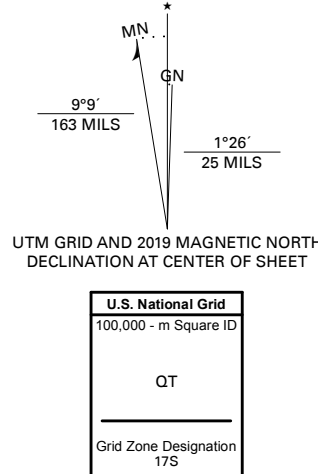 ★
MN
GN
9°9´
163 MILS
1°26´
25 MILS
UTM GRID AND 2019 MAGNETIC NORTH
DECLINATION AT CENTER OF SHEET
U.S. National Grid
100,000 - m Square ID
QT
Grid Zone Designation
17S